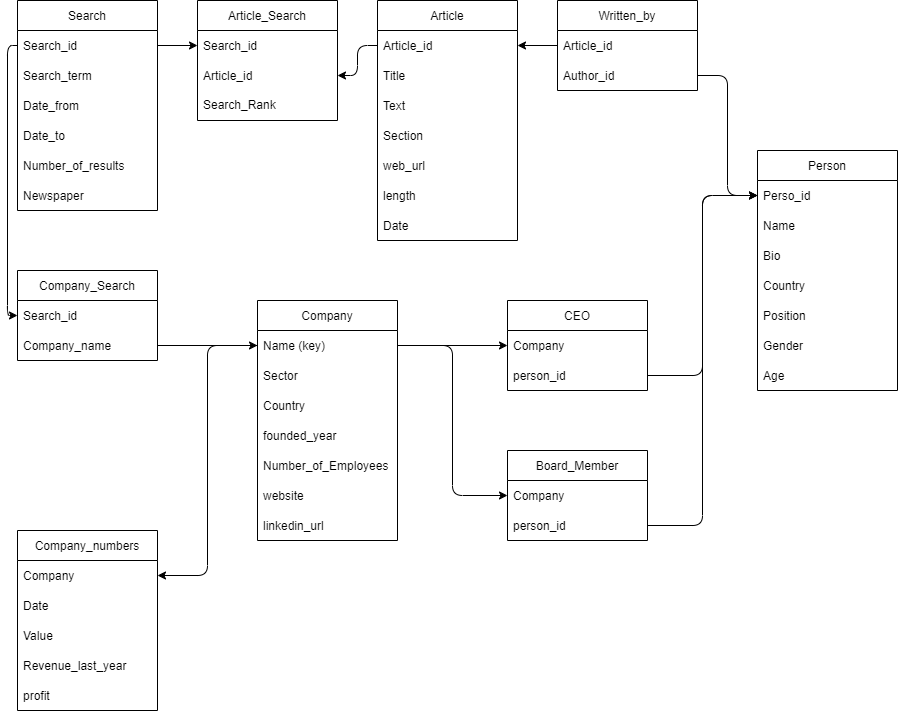 Search
Search_id
Search_term
Date_from
Date_to
Number_of_results
Newspaper
Article_Search
Search_id
Article_id
Search_Rank
Article
Article_id
Title
Text
Section
web_url
length
Date
Written_by
Article_id
Author_id
Person
Perso_id
Name
Bio
Country
Position
Gender
Age
Company_Search
Search_id
Company_name
Company
Name (key)
Sector
Country
founded_year
Number_of_Employees
website
linkedin_url
CEO
Company
person_id
Board_Member
Company
person_id
Company_numbers
Company
Date
Value
Revenue_last_year
profit